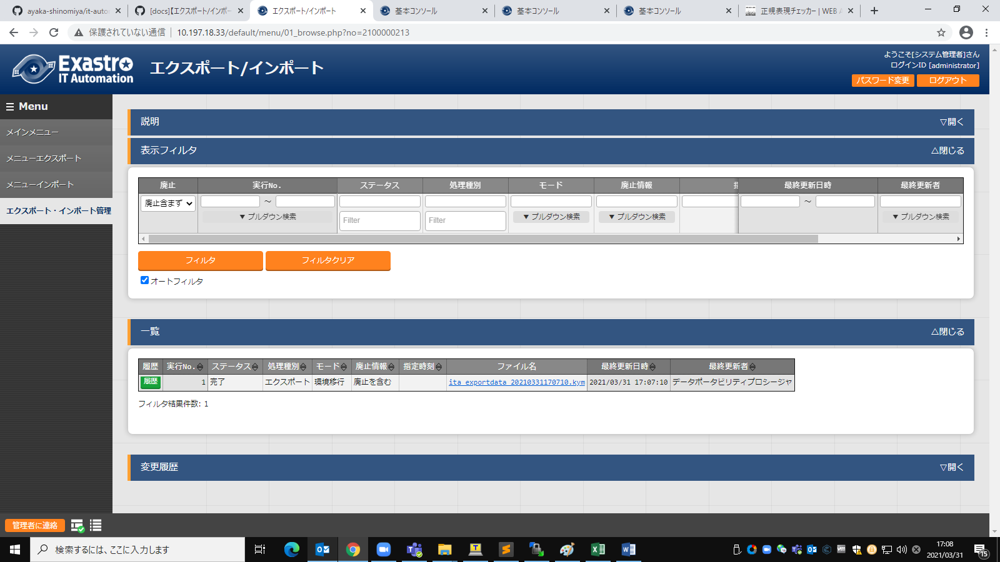 ayaka-shinomiya/it-auto
[docs]【エクスポート/インポー
エクスポート/インポート
基本コンソール
基本コンソール
基本コンソール
正規表現チェッカー | WEB A
保護されていない通信
10.197.18.33/default/menu/01_browse.php?no=2100000213
Exastro
IT Automation
エクスポート/インポート
ようこそ[システム管理者]さん
ログインID [administrator]
パスワード変更
ログアウト
Menu
メインメニュー
メニューエクスポート
メニューインポート
エクスポート・インポート管理
説明
▽開く
表示フィルタ
△閉じる
廃止 実行No. ステータス 処理種別 モード 廃止情報 最終更新日時 最終更新者
廃止含まず ～ ～
▼ プルダウン検索 Filter Filter ▼ プルダウン検索 ▼ プルダウン検索 ▼ プルダウン検索
フィルタ
フィルタクリア
オートフィルタ
一覧
△閉じる
履歴 実行No. ステータス 処理種別 モード 廃止情報 指定時刻 ファイル名 最終更新日時 最終更新者
履歴 1 完了 エクスポート 環境移行 廃止を含む ita_exportdata_20210331170710.kym 2021/03/31 17:07:10 データポータビリティプロシージャ
フィルタ結果件数: 1
変更履歴
▽開く
管理者に連絡
検索するには、ここに入力します
17:08
2021/03/31
15